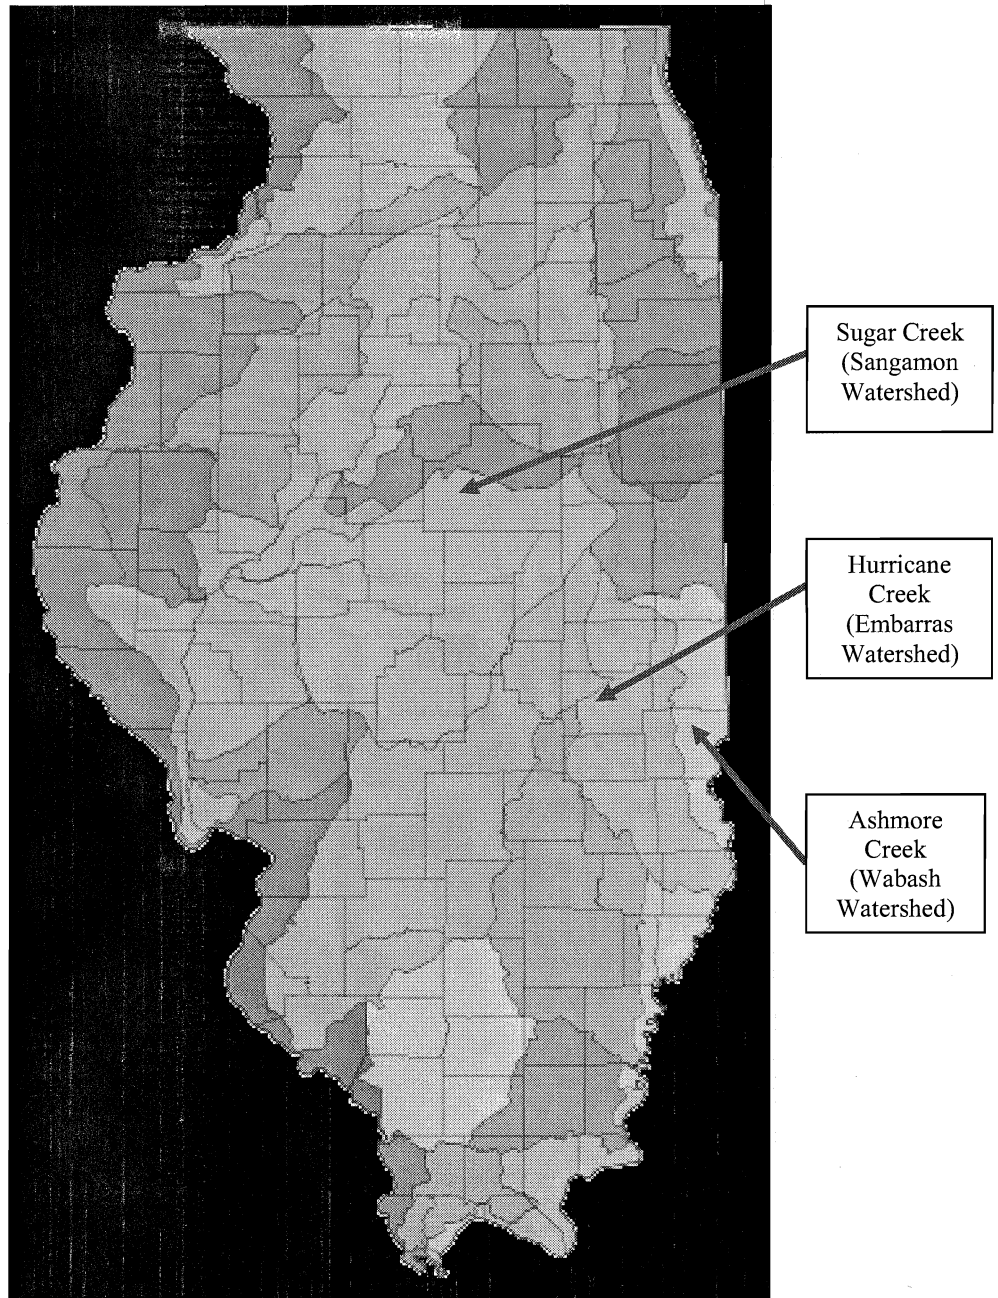 Sugar Creek
(Sangamon
Watershed)
Hurricane
Creek
(Embarras
Watershed)
Ashmore
Creek
(Wabash
Watershed)